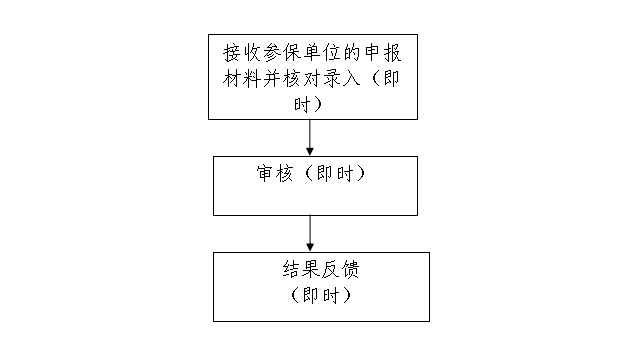 接收参保单位的申报
材料并核对录入（即
时）
审核（即时）
结果反馈
（即时）